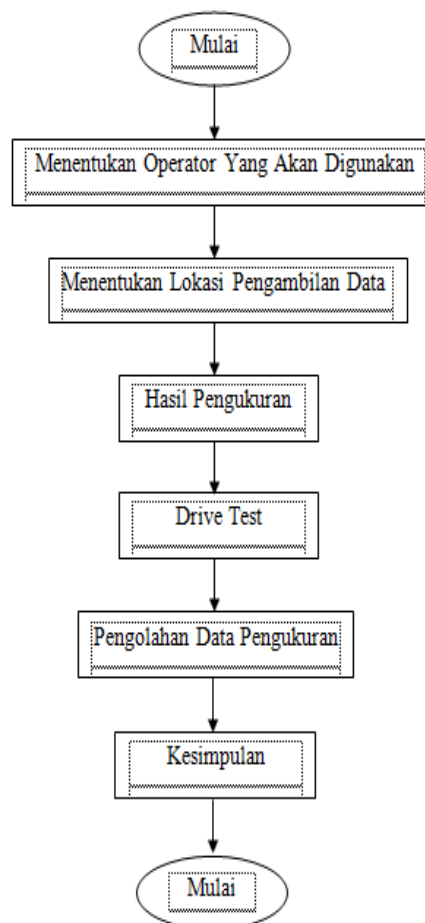 Mulai
Menentukan Operator Yang Akan Digunakan
Menentukan Lokasi Pengambilan Data
Hasil Pengukuran
Drive Test
Pengolahan Data Pengukuran
Kesimpulan
Mulai